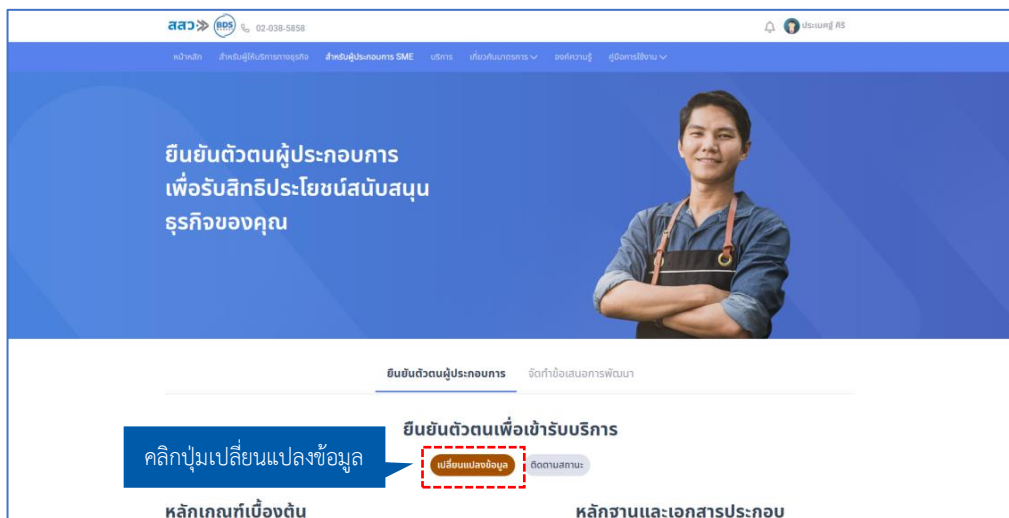 สสว BDS 02-038-5858 ประเมศฐ์ ศิริ
หน้าหลัก สำหรับผู้ให้บริการทางธุรกิจ สำหรับผู้ประกอบการ SME บริการ เกี่ยวกับมาตรการ องค์ความรู้ คู่มือการใช้งาน
ยืนยันตัวตนผู้ประกอบการ
เพื่อรับสิทธิประโยชน์สนับสนุน
ธุรกิจของคุณ
ยืนยันตัวตนผู้ประกอบการ จัดทำข้อเสนอการพัฒนา
ยืนยันตัวตนเพื่อเข้ารับบริการ
คลิกปุ่มเปลี่ยนแปลงข้อมูล
เปลี่ยนแปลงข้อมูล ติดตามสถานะ
หลักเกณฑ์เบื้องต้น หลักฐานและเอกสารประกอบ